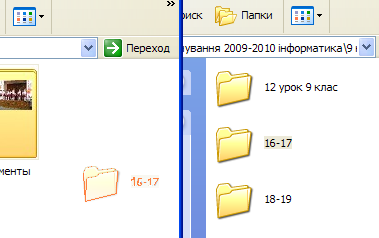 »
Переход
менты
16-17
иск Папки
ування 2009-2010 інформатика\9 к
12 урок 9 клас
16-17
18-19